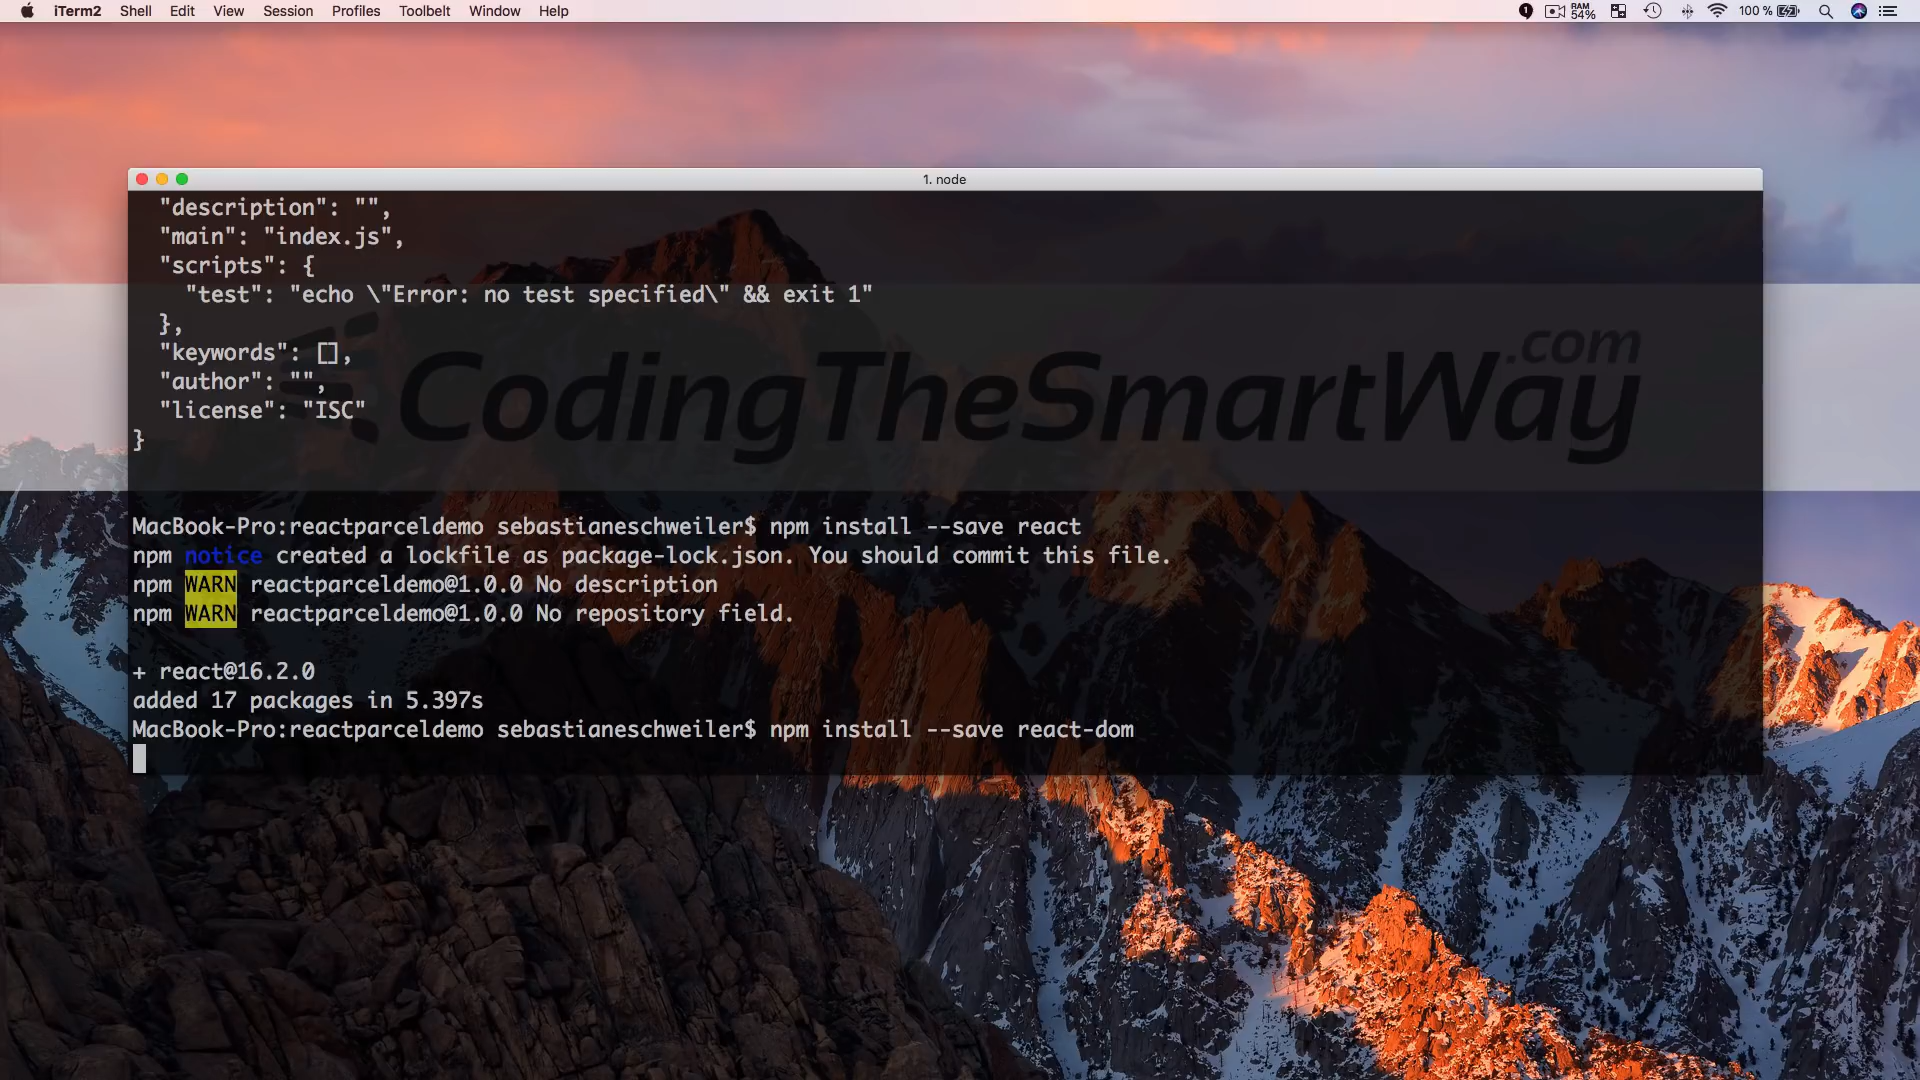 iTerm2 Shell Edit View Session Profiles Toolbelt Window Help
1 RAM 54% 100 %
1. node
"description": "",
"main": "index.js",
"scripts": {
"test": "echo \"Error: no test specified\" && exit 1"
},
"keywords": [],
"author": "",
"license": "ISC"
}
CodingTheSmartWay.com
MacBook-Pro:reactparceldemo sebastianeschweiler$ npm install --save react
npm notice created a lockfile as package-lock.json. You should commit this file.
npm WARN reactparceldemo@1.0.0 No description
npm WARN reactparceldemo@1.0.0 No repository field.
+ react@16.2.0
added 17 packages in 5.397s
MacBook-Pro:reactparceldemo sebastianeschweiler$ npm install --save react-dom